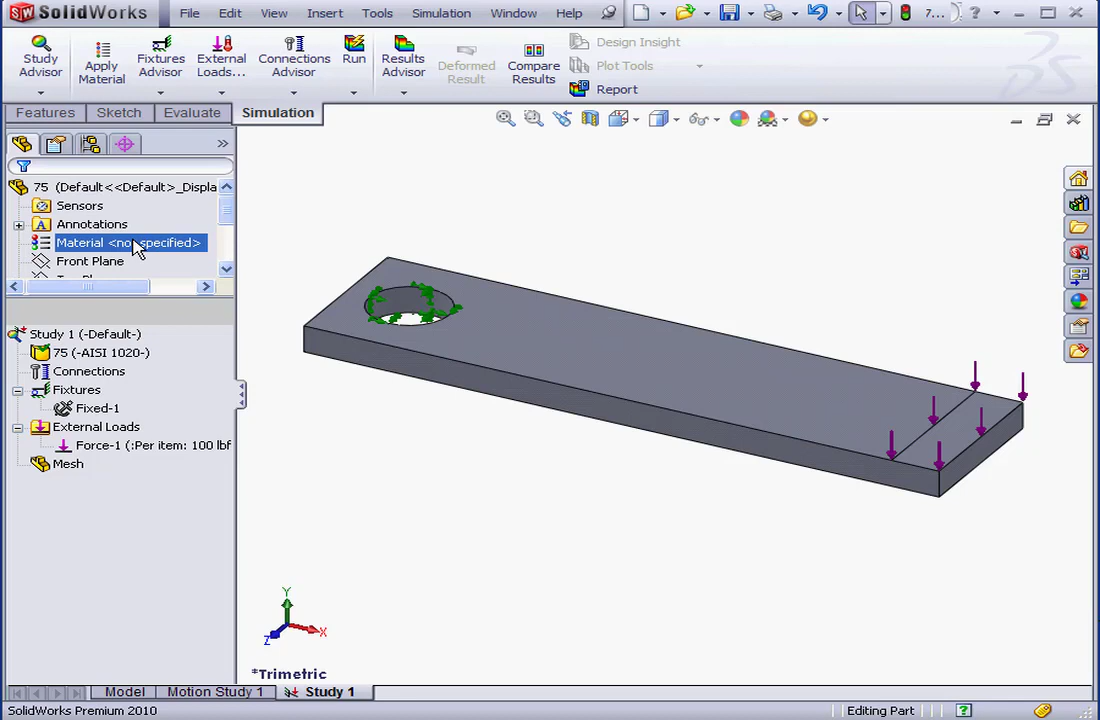 SolidWorks File Edit View Insert Tools Simulation Window Help 7... ?
Study Advisor
Apply Material
Fixtures Advisor
External Loads...
Connections Advisor
Run
Results Advisor
Deformed Result
Compare Results
Design Insight
Plot Tools
Report
Features Sketch Evaluate Simulation
75 (Default<<Default>_Displa
Sensors
A Annotations
Material <not specified>
Front Plane
Study 1 (-Default-)
75 (-AISI 1020-)
Connections
Fixtures
Fixed-1
External Loads
Force-1 (:Per item: 100 lbf
Mesh
Y
X
Z
*Trimetric
Model Motion Study 1 Study 1
SolidWorks Premium 2010 Editing Part ?